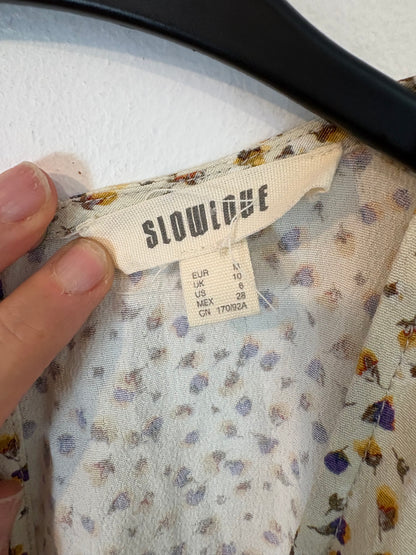 SLOWLOVE
EUR M
UK 10
US 6
MEX 28
CN 170/92A